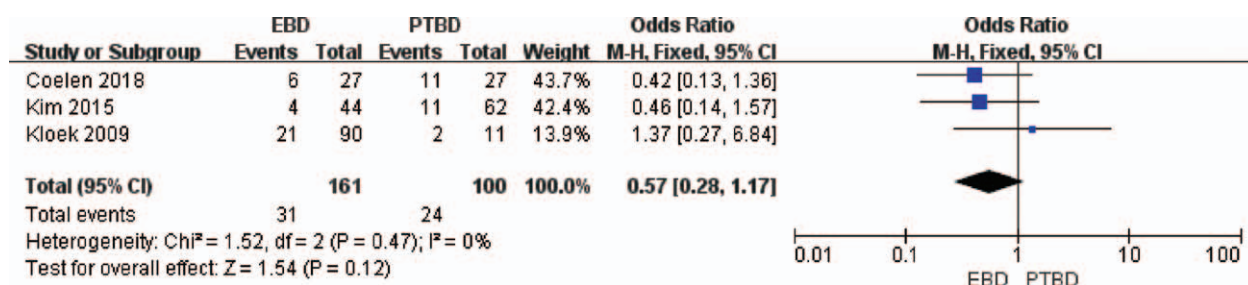 EBD PTBD Odds Ratio Odds Ratio
Study or Subgroup Events Total Events Total Weight M-H, Fixed, 95% CI M-H, Fixed, 95% CI
Coelen 2018 6 27 11 27 43.7% 0.42 [0.13, 1.36]
Kim 2015 4 44 11 62 42.4% 0.46 [0.14, 1.57]
Kloek 2009 21 90 2 11 13.9% 1.37 [0.27, 6.84]
Total (95% CI) 161 100 100.0% 0.57 [0.28, 1.17]
Total events 31 24
Heterogeneity: Chi² = 1.52, df = 2 (P = 0.47); I² = 0%
Test for overall effect: Z = 1.54 (P = 0.12)
0.01 0.1 1 10 100
EBD PTBD